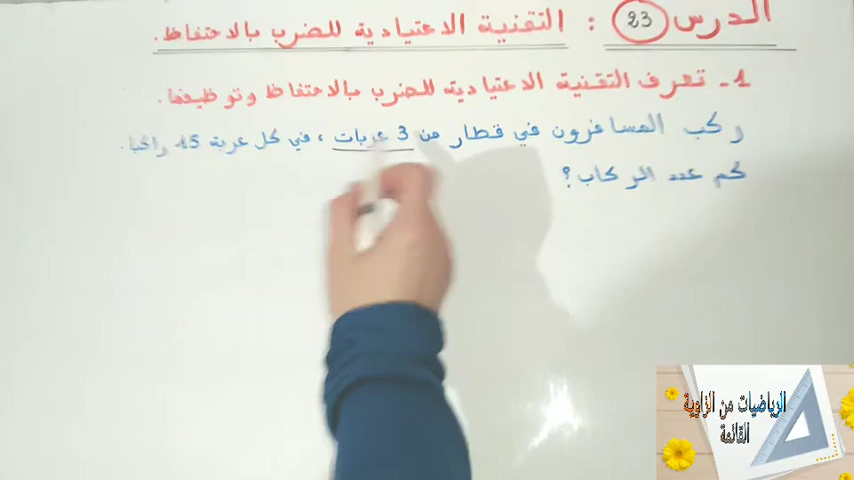 الدرس 23 : التقنية الاعتيادية للضرب بالاحتفاظ.
1- تعرف التقنية الاعتيادية للضرب بالاحتفاظ وتوظيفها.
ركب المسافرون في قطار من 3 عربات ، في كل عربة 45 راكبا.
كم عدد الركاب؟
الرياضيات من الزاوية
القائمة